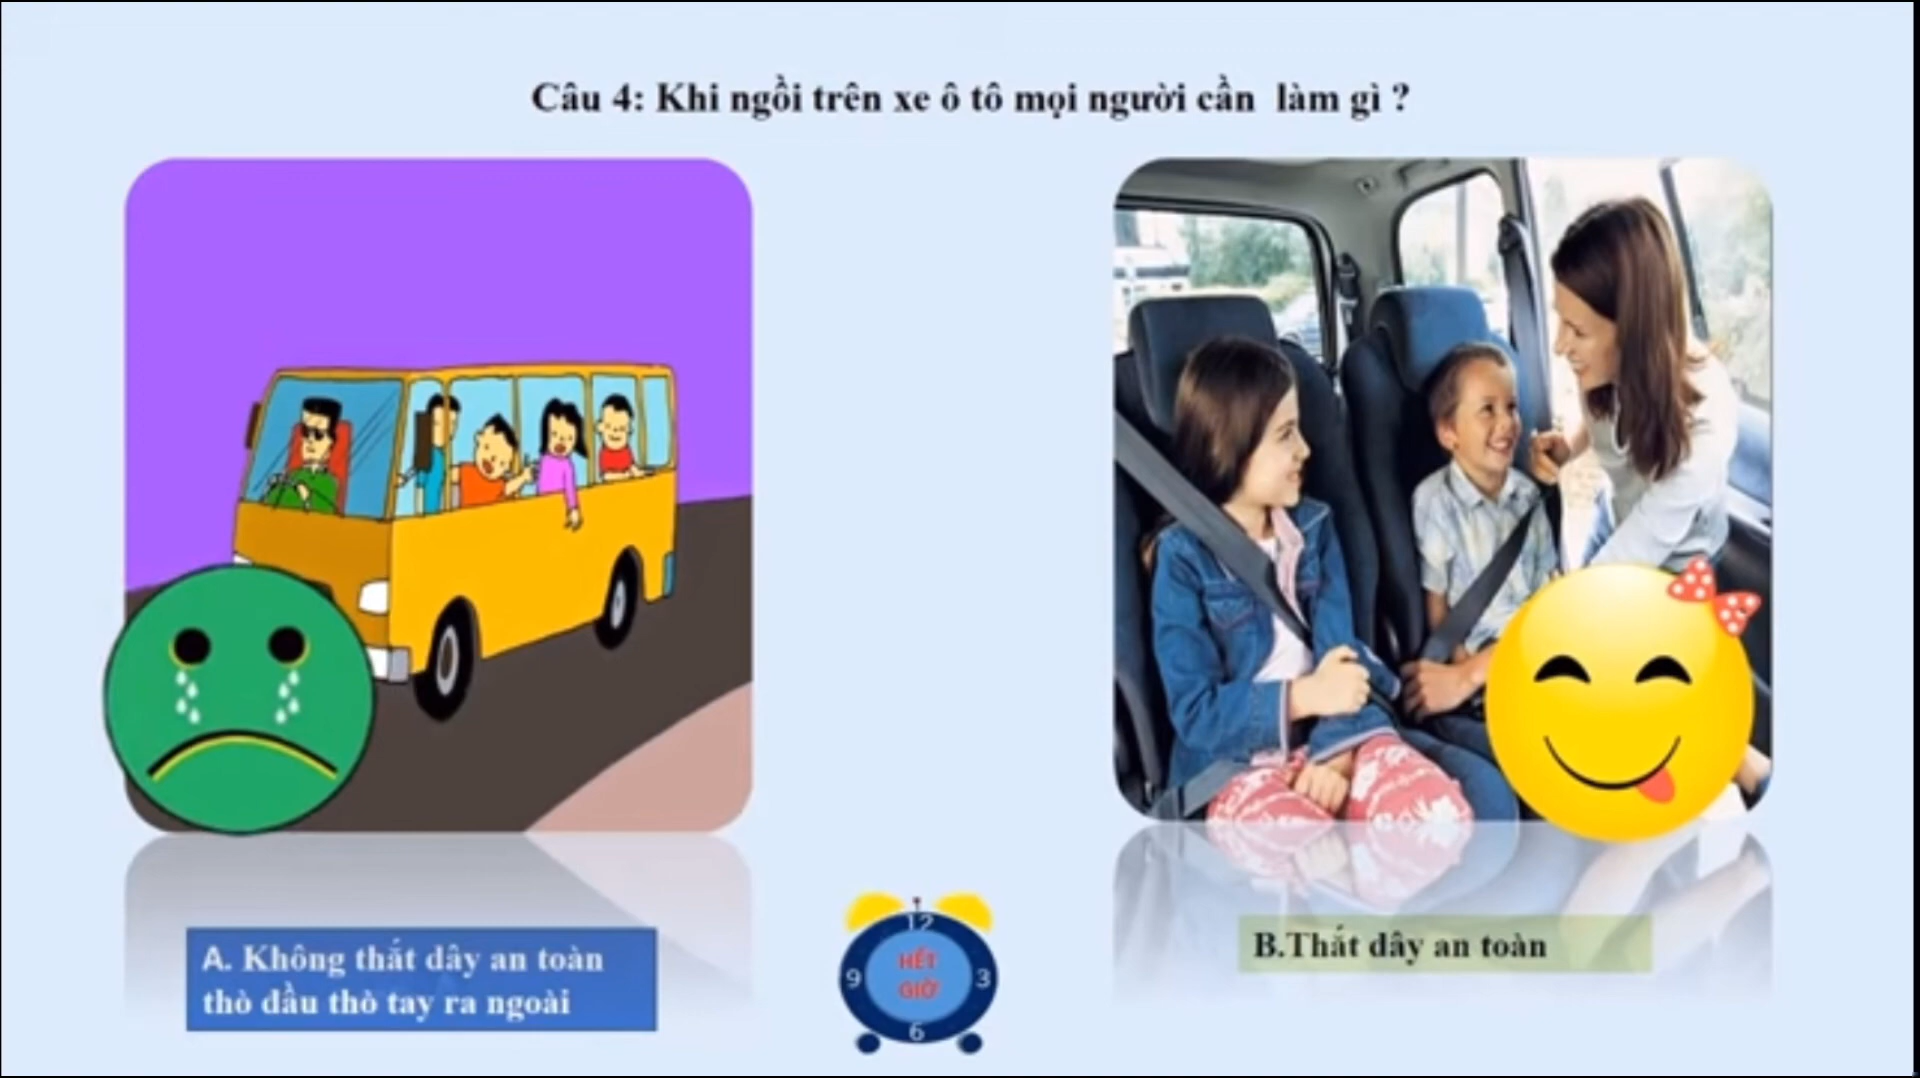 Câu 4: Khi ngồi trên xe ô tô mọi người cần làm gì ?
A. Không thắt dây an toàn
thò đầu thò tay ra ngoài
12
HẾT
9
3
GIỜ
6
B.Thắt dây an toàn